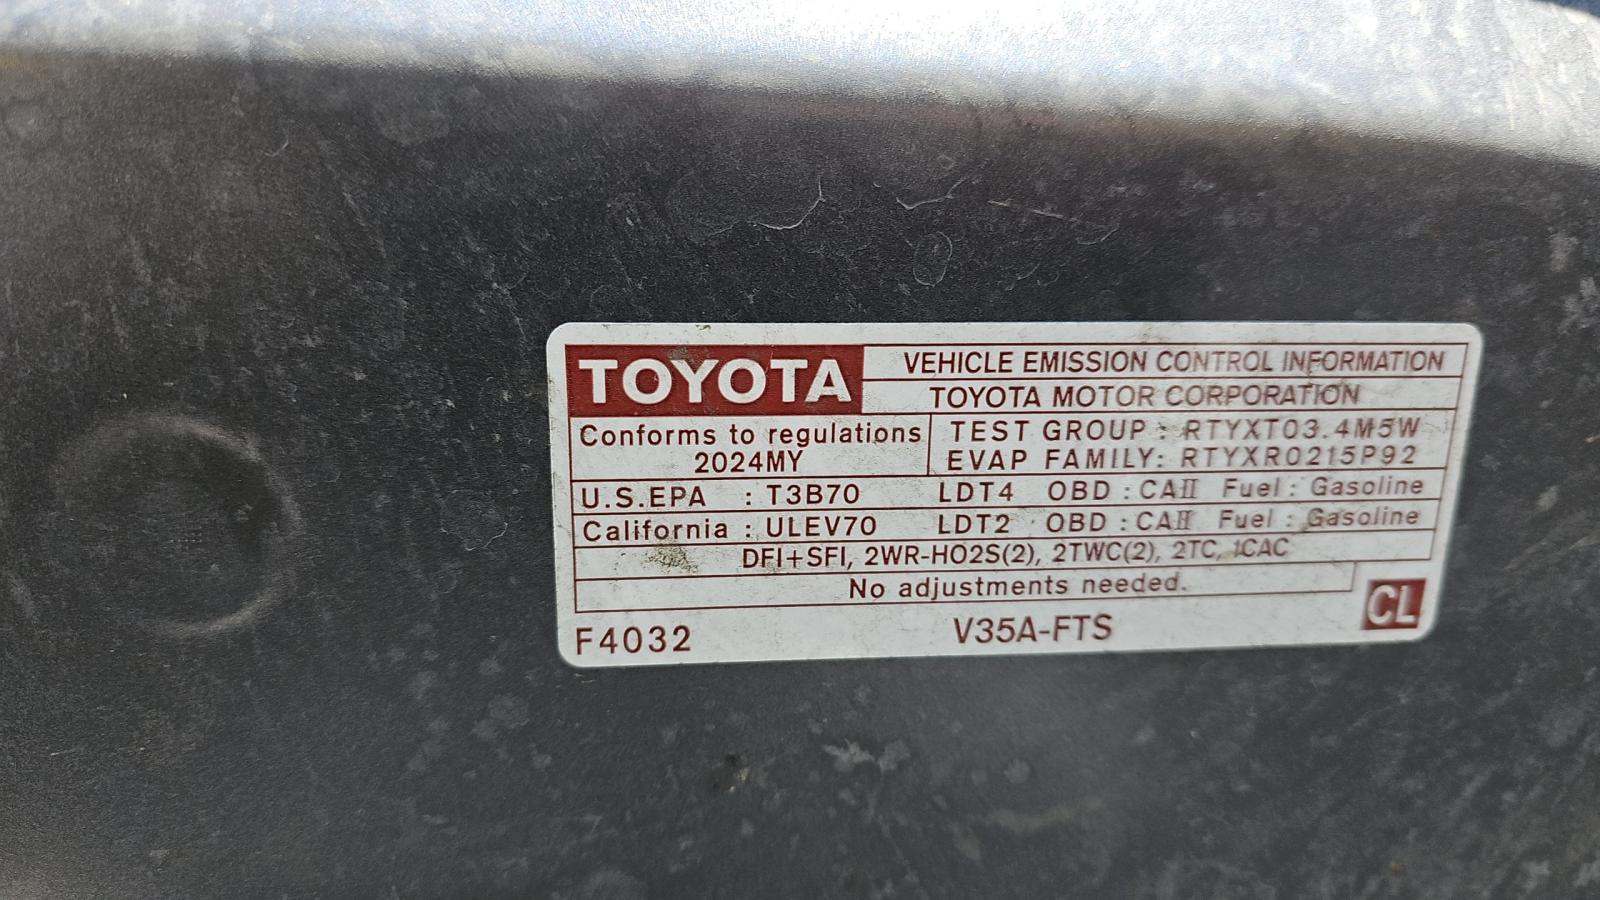 TOYOTA
VEHICLE EMISSION CONTROL INFORMATION
TOYOTA MOTOR CORPORATION
Conforms to regulations
2024MY
TEST GROUP : RTYXT03.4M5W
EVAP FAMILY: RTYXR0215P92
U.S.EPA : T3B70 LDT4 OBD : CAⅡ Fuel : Gasoline
California : ULEV70 LDT2 OBD : CAⅡ Fuel : Gasoline
DFI+SFI, 2WR-HO2S(2), 2TWC(2), 2TC, 1CAC
No adjustments needed.
CL
F4032 V35A-FTS